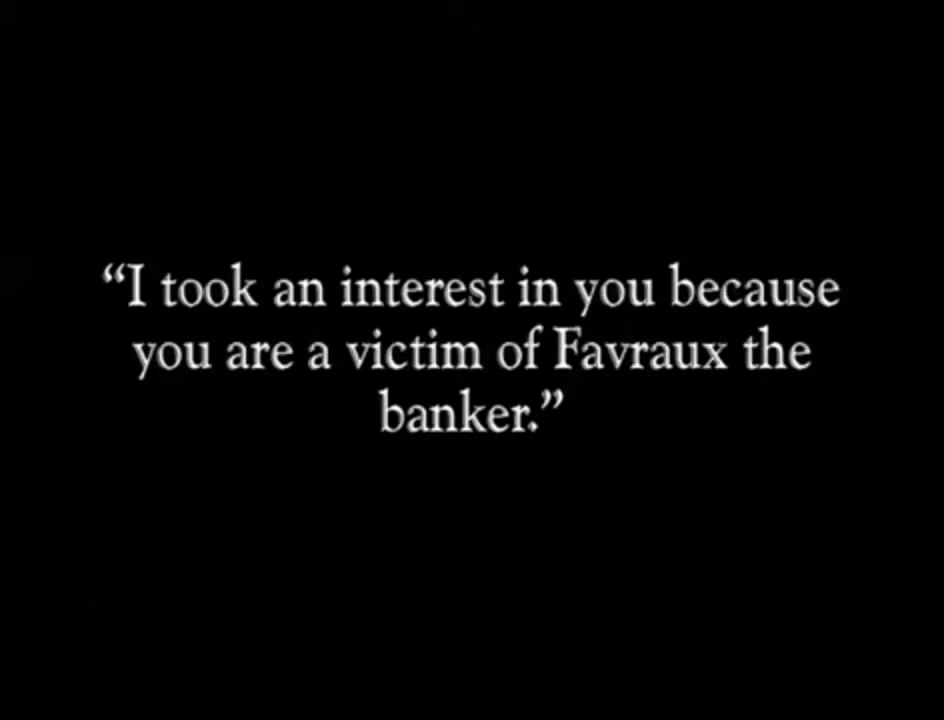 “I took an interest in you because
you are a victim of Favraux the
banker.”